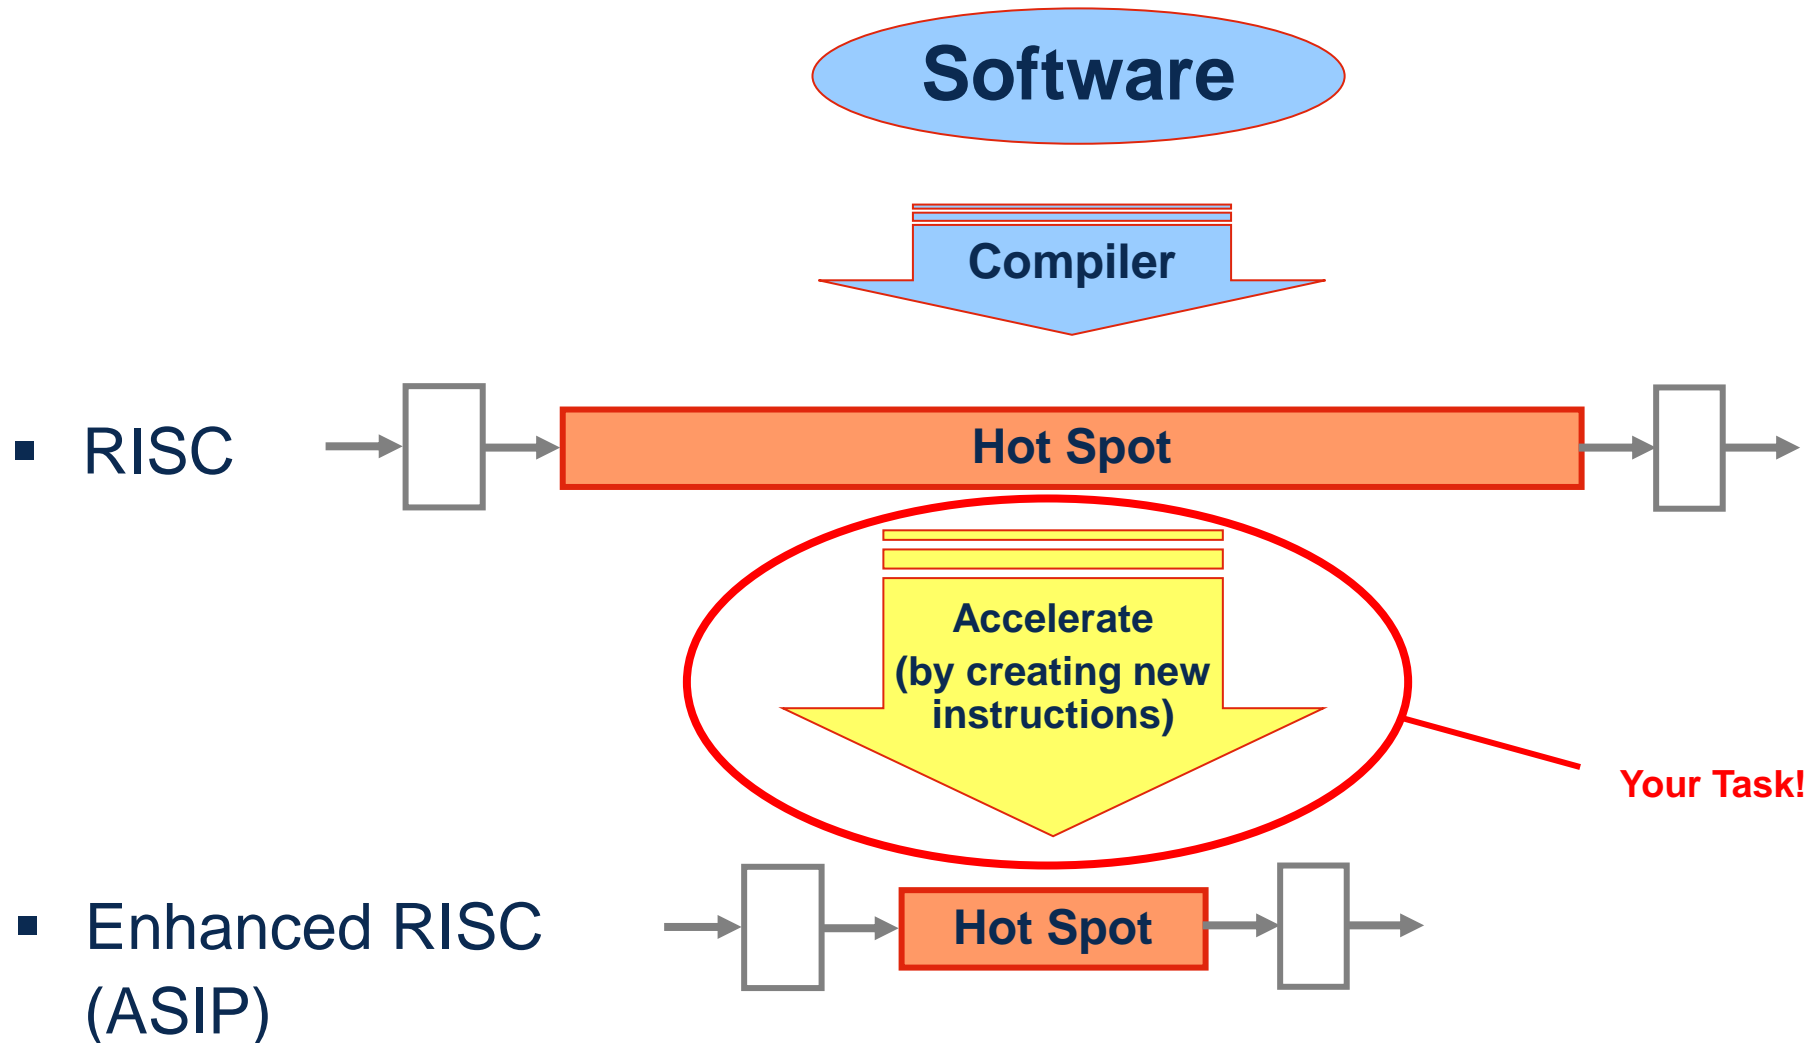 Software
Compiler
▪ RISC
Hot Spot
Accelerate
(by creating new
instructions)
Your Task!
▪ Enhanced RISC
(ASIP)
Hot Spot